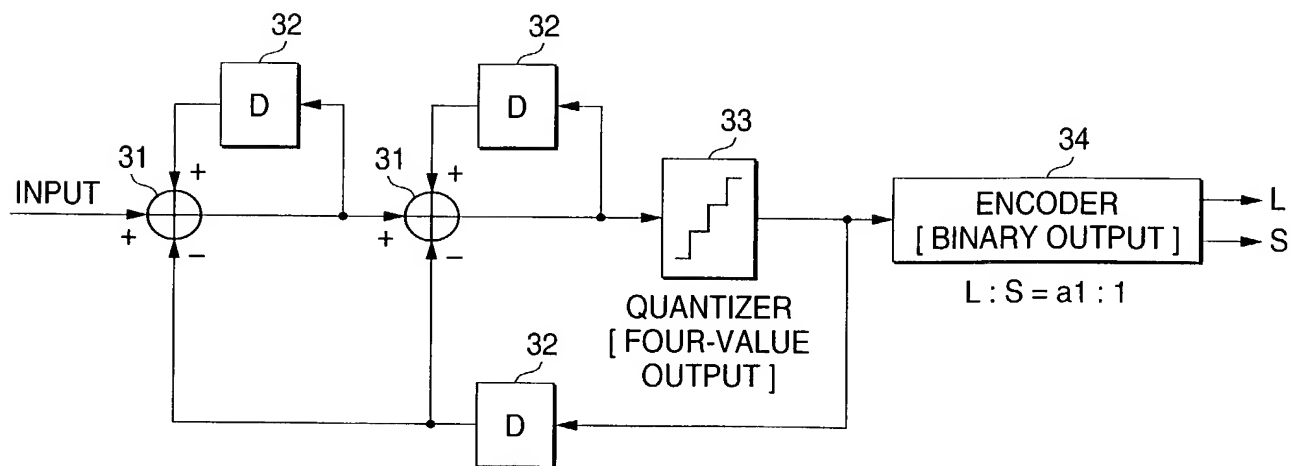 32
D
32
D
31
+
INPUT
+
−
31
+
+
−
33
QUANTIZER
[ FOUR-VALUE
OUTPUT ]
34
ENCODER
[ BINARY OUTPUT ]
L
S
L : S = a1 : 1
32
D